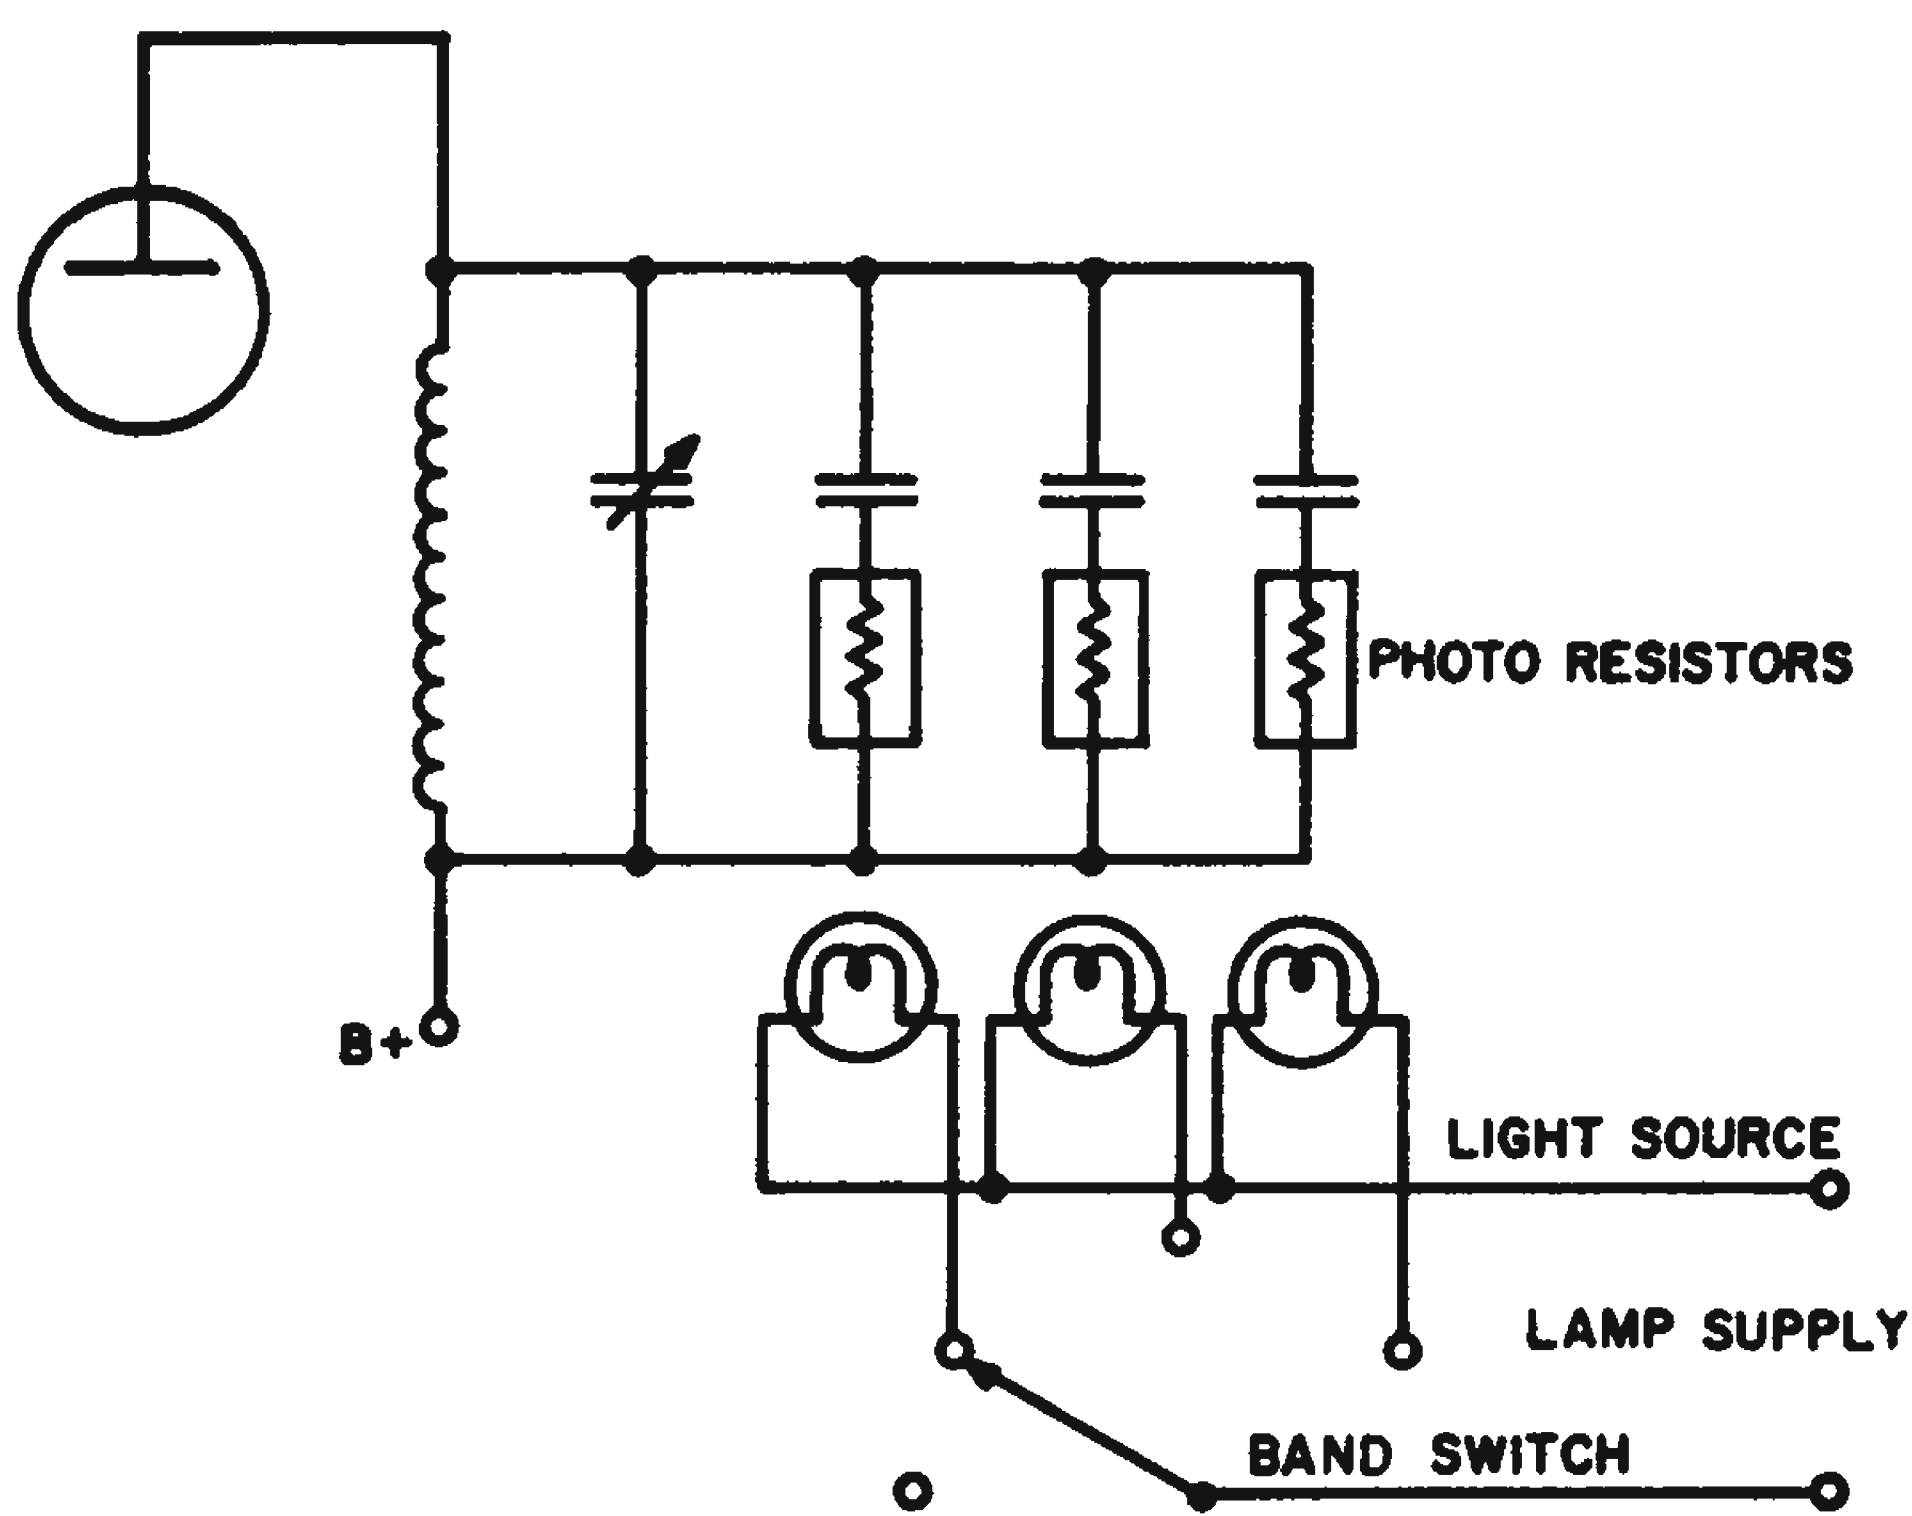 PHOTO RESISTORS
B+
LIGHT SOURCE
LAMP SUPPLY
BAND SWITCH